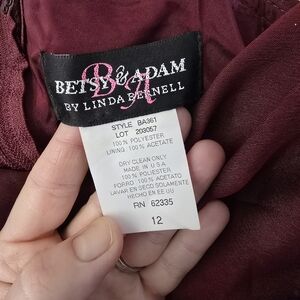 BETSY & ADAM
BY LINDA BERNELL
STYLE BA361
LOT 203057
100% POLYESTER
LINING 100% ACETATE
DRY CLEAN ONLY
MADE IN U.S.A
100% POLIESTER
FORRO 100% ACETATO
LAVAR EN SECO SOLAMENTE
HECHO EN EE UU
RN 62335
12